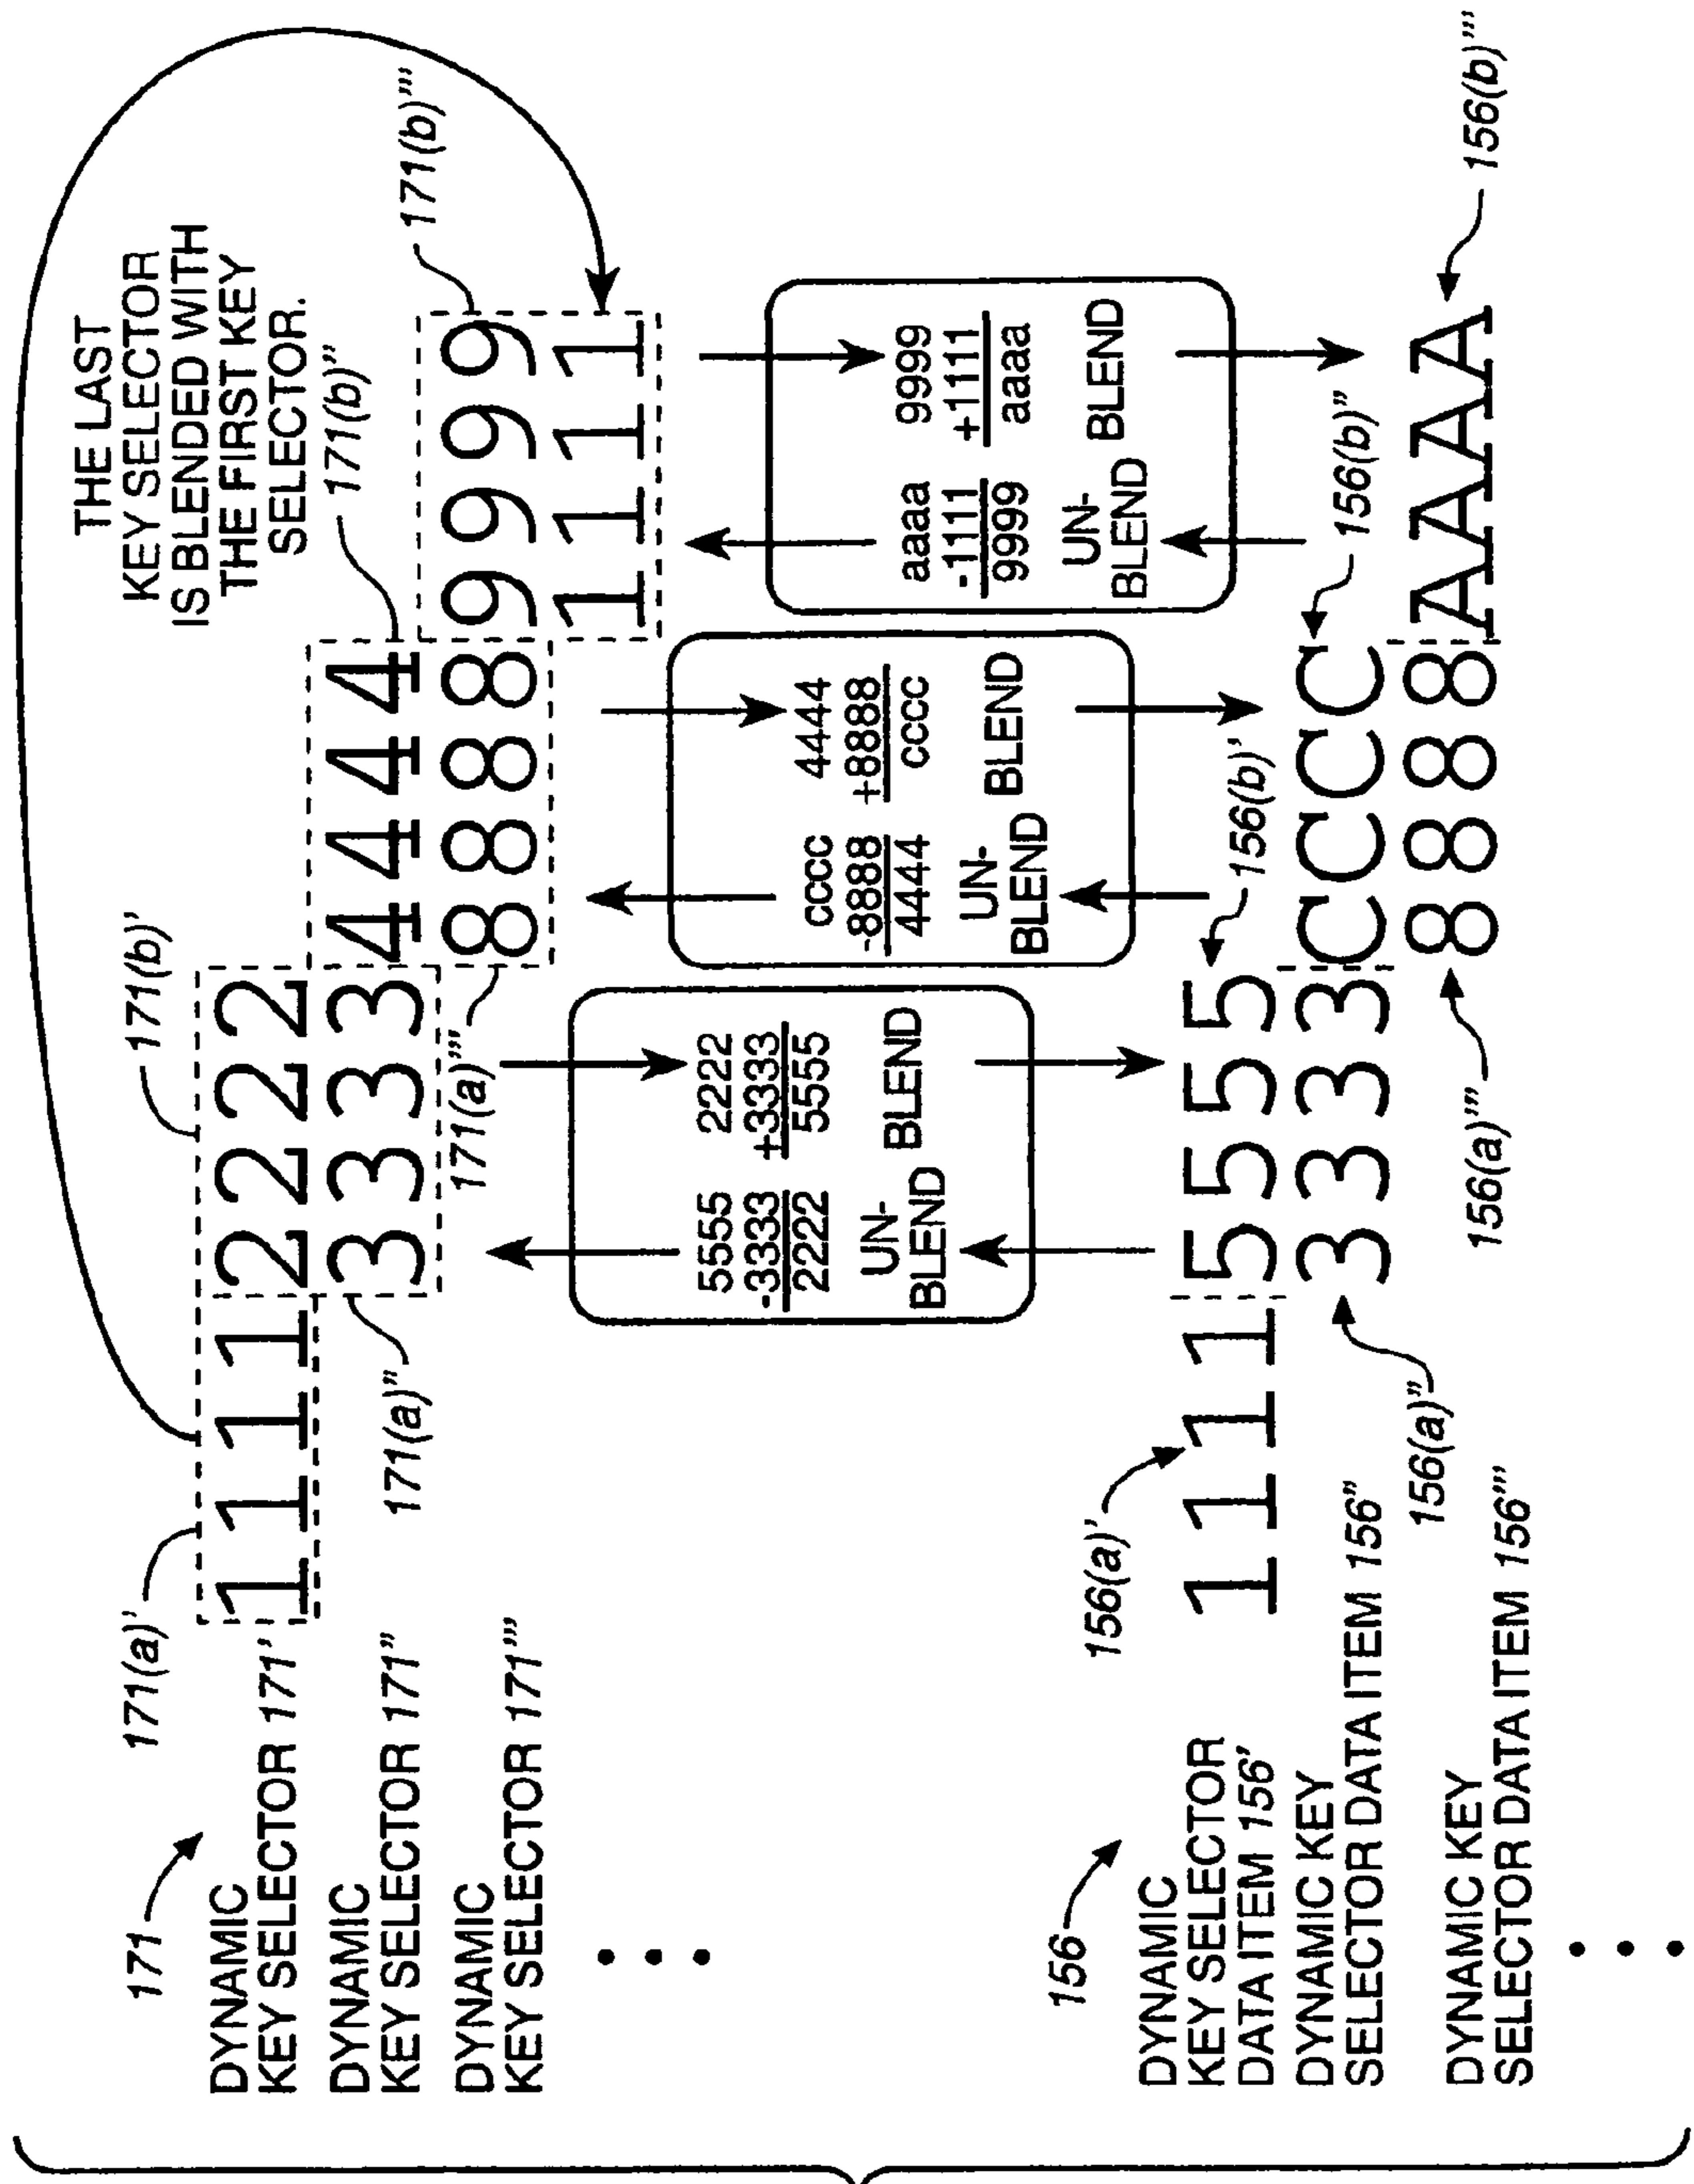 THE LAST
KEY SELECTOR
IS BLENDED WITH
THE FIRST KEY
SELECTOR.
171
171(a)'
171(b)'
171(b)"
171(b)'''
DYNAMIC
KEY SELECTOR 171'
1111 2222
DYNAMIC
KEY SELECTOR 171"
3333 4444
DYNAMIC
KEY SELECTOR 171'''
8888 9999
1111
171(a)"
171(a)'''
5555
-3333
2222
UN-
BLEND
2222
+3333
5555
BLEND
cccc
-8888
4444
UN-
BLEND
4444
+8888
cccc
BLEND
aaaa
-1111
9999
UN-
BLEND
9999
+1111
aaaa
BLEND
156
156(a)'
156(b)'
156(b)"
DYNAMIC
KEY SELECTOR
DATA ITEM 156'
1111 5555
DYNAMIC KEY
SELECTOR DATA ITEM 156"
3333 CCCC
DYNAMIC KEY
SELECTOR DATA ITEM 156'''
8888 AAAA
156(a)"
156(a)'''
156(b)'''